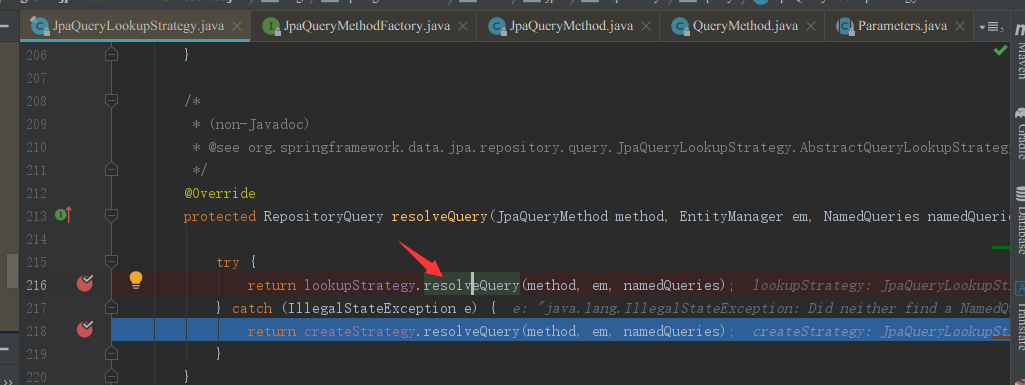 JpaQueryLookupStrategy.java JpaQueryMethodFactory.java JpaQueryMethod.java QueryMethod.java Parameters.java
206 }
207
208 /*
209 * (non-Javadoc)
210 * @see org.springframework.data.jpa.repository.query.JpaQueryLookupStrategy.AbstractQueryLookupStrateg
211 */
212 @Override
213 protected RepositoryQuery resolveQuery(JpaQueryMethod method, EntityManager em, NamedQueries namedQueri
214
215 try {
216 return lookupStrategy.resolveQuery(method, em, namedQueries); lookupStrategy: JpaQueryLookupSt
217 } catch (IllegalStateException e) { e: "java.lang.IllegalStateException: Did neither find a NamedQ
218 return createStrategy.resolveQuery(method, em, namedQueries); createStrategy: JpaQueryLookupSt
219 }
220 }
Maven
Gradle
Database
Translate